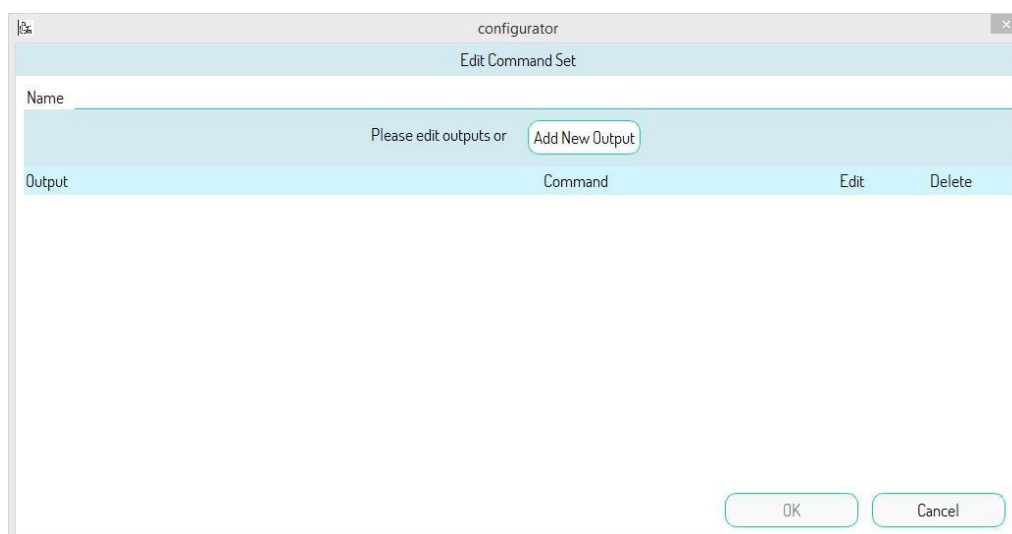 configurator
Edit Command Set
Name
Please edit outputs or Add New Output
Output Command Edit Delete
OK Cancel